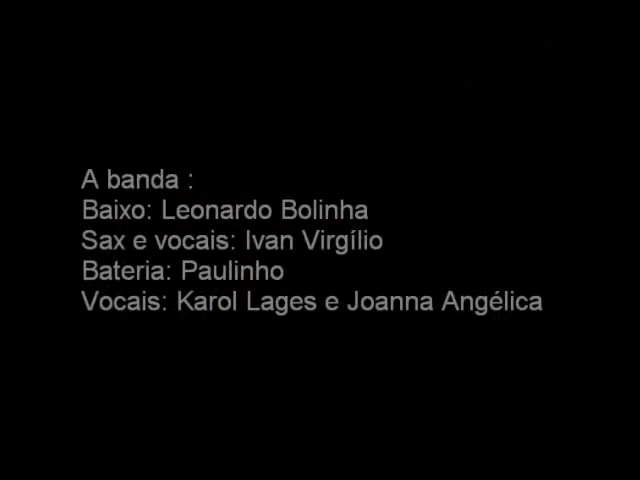 A banda :
Baixo: Leonardo Bolinha
Sax e vocais: Ivan Virgílio
Bateria: Paulinho
Vocais: Karol Lages e Joanna Angélica